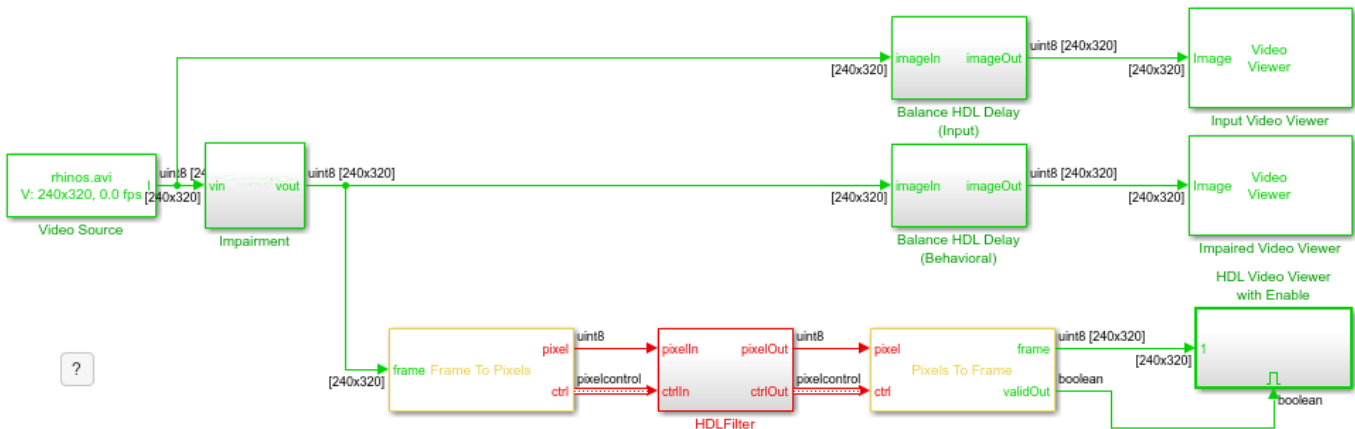 uint8 [240x320]
imageIn imageOut
[240x320]
Image
[240x320]
Video
Viewer
Balance HDL Delay
(Input)
Input Video Viewer
rhinos.avi
V: 240x320, 0.0 fps
[240x320]
vin vout
uint8 [240x320]
Video Source
Impairment
imageIn imageOut
[240x320]
uint8 [240x320]
[240x320]
Image
Video
Viewer
Balance HDL Delay
(Behavioral)
Impaired Video Viewer
HDL Video Viewer
with Enable
?
[240x320]
frame
Frame To Pixels
pixel
ctrl
uint8
pixelcontrol
pixelIn pixelOut
ctrlIn ctrlOut
HDLFilter
uint8
pixelcontrol
pixel
ctrl
Pixels To Frame
frame
validOut
uint8 [240x320]
[240x320]
boolean
1
boolean